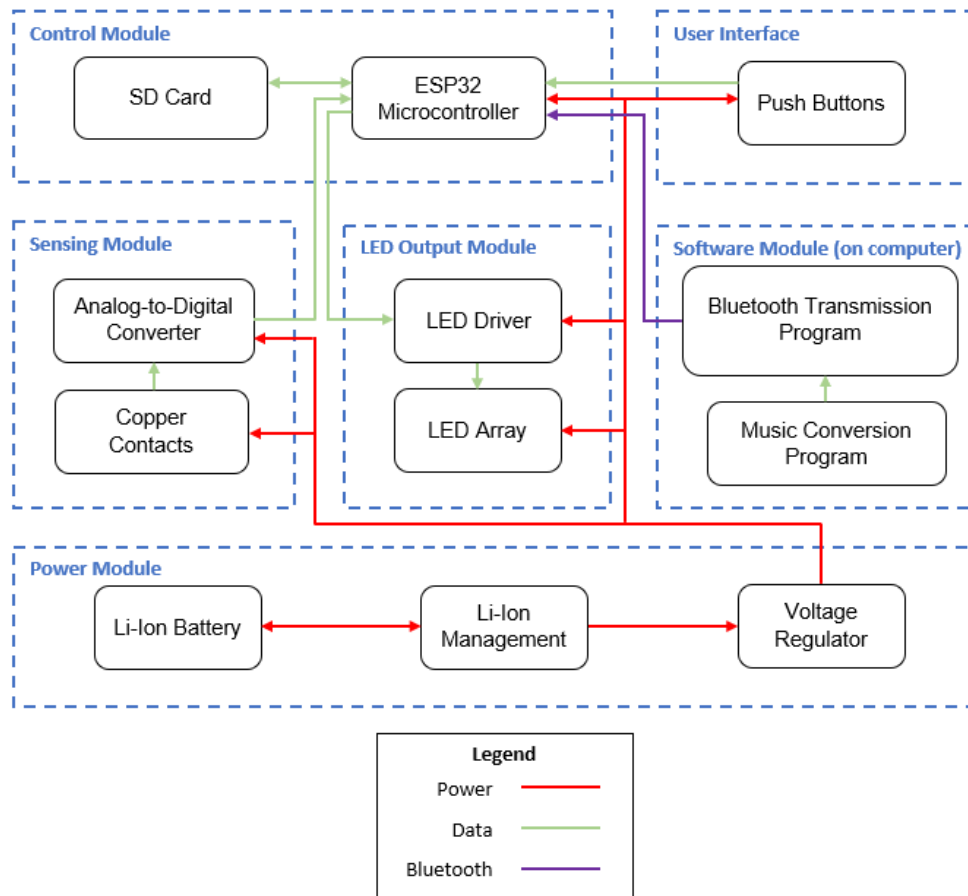 Control Module
SD Card
ESP32
Microcontroller
User Interface
Push Buttons
Sensing Module
Analog-to-Digital
Converter
Copper
Contacts
LED Output Module
LED Driver
LED Array
Software Module (on computer)
Bluetooth Transmission
Program
Music Conversion
Program
Power Module
Li-Ion Battery
Li-Ion
Management
Voltage
Regulator
Legend
Power
Data
Bluetooth